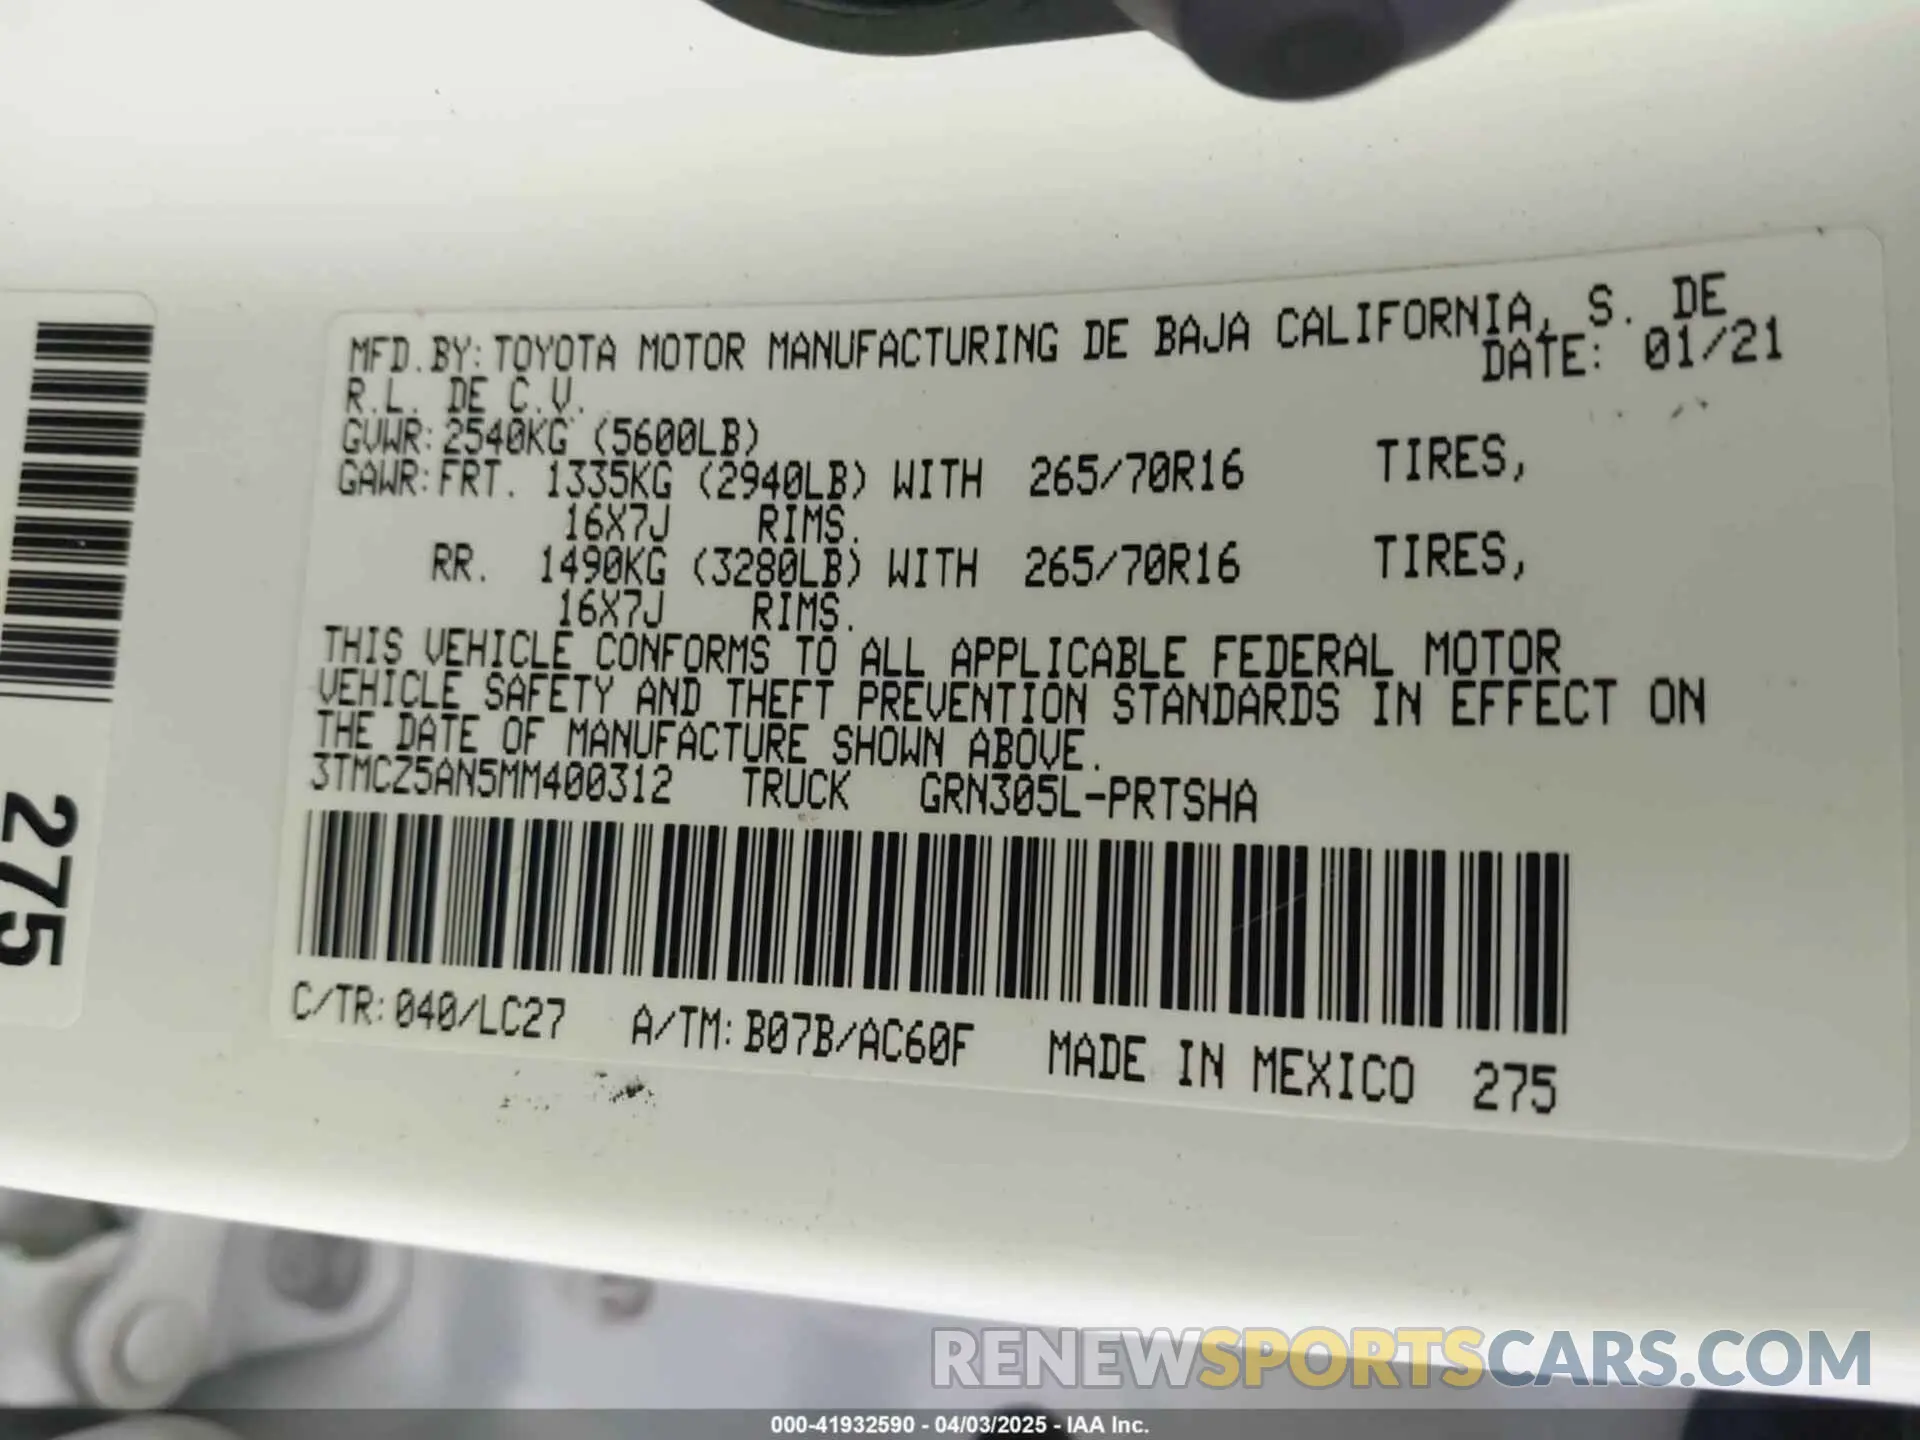 MFD.BY:TOYOTA MOTOR MANUFACTURING DE BAJA CALIFORNIA, S. DE
R.L. DE C.V. DATE: 01/21
GVWR:2540KG (5600LB)
GAWR:FRT. 1335KG (2940LB) WITH 265/70R16 TIRES,
16X7J RIMS.
RR. 1490KG (3280LB) WITH 265/70R16 TIRES,
16X7J RIMS.
THIS VEHICLE CONFORMS TO ALL APPLICABLE FEDERAL MOTOR
VEHICLE SAFETY AND THEFT PREVENTION STANDARDS IN EFFECT ON
THE DATE OF MANUFACTURE SHOWN ABOVE.
3TMCZ5AN5MM400312 TRUCK GRN305L-PRTSHA
C/TR:040/LC27 A/TM:B07B/AC60F MADE IN MEXICO 275
275
RENEWSPORTSCARS.COM
000-41932590 - 04/03/2025 - IAA Inc.